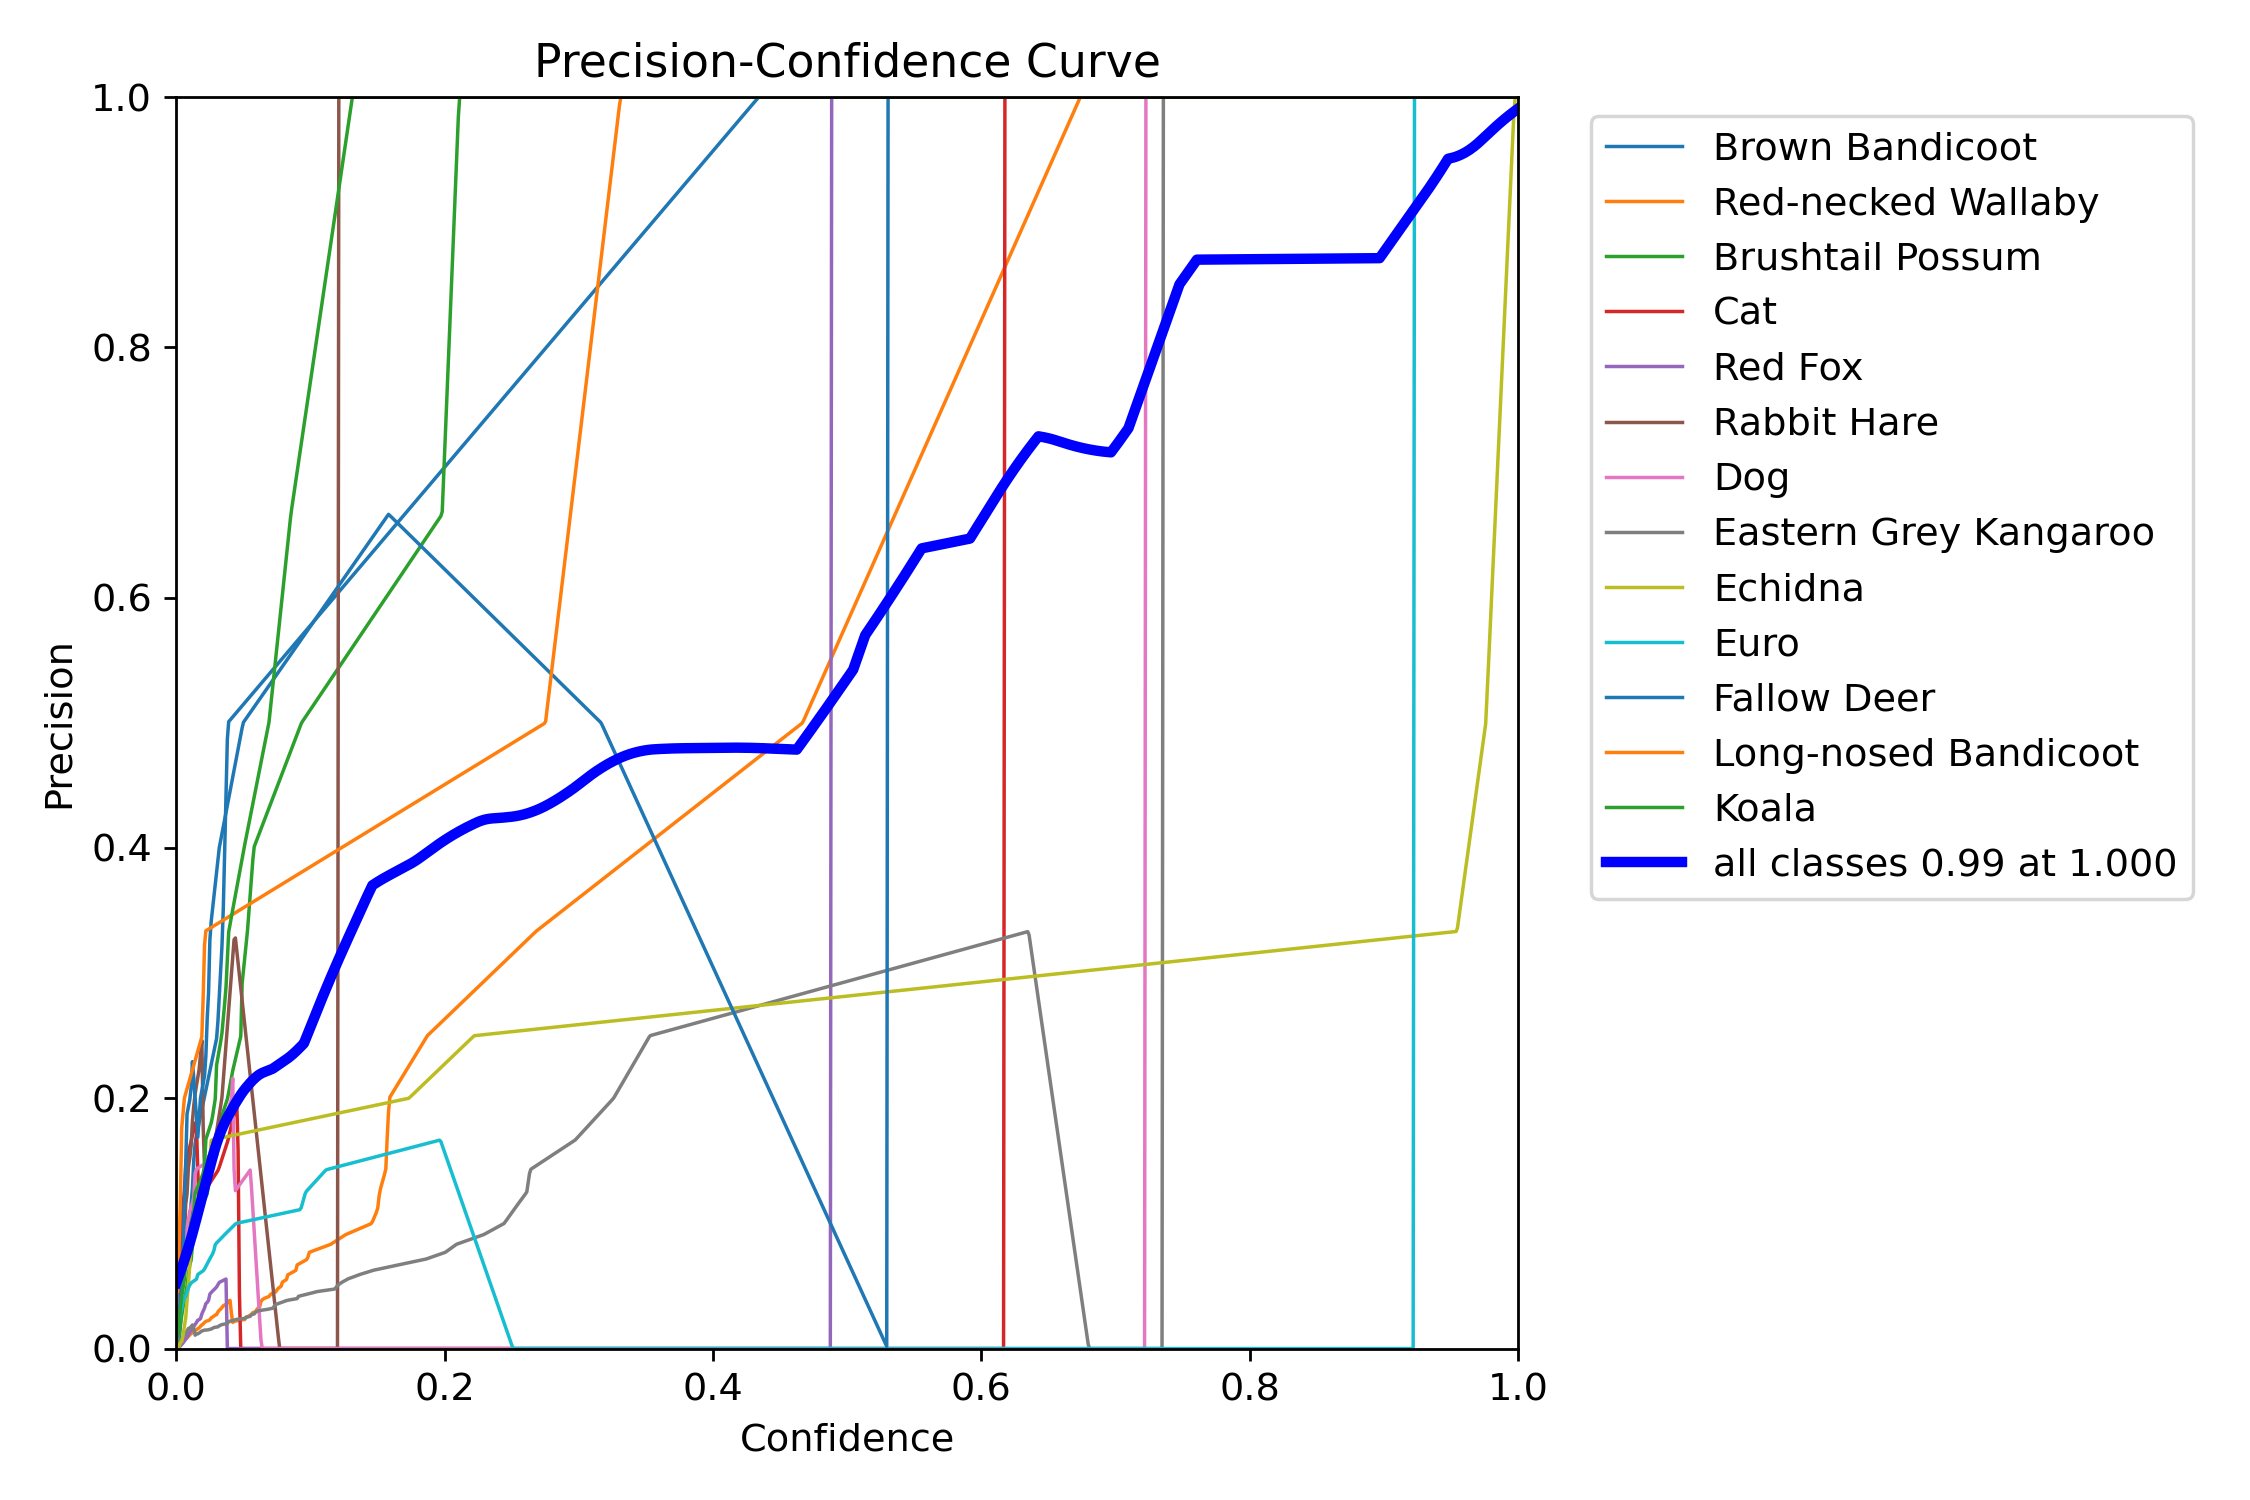 Precision-Confidence Curve
1.0
0.8
0.6
0.4
0.2
0.0
Precision
0.0 0.2 0.4 0.6 0.8 1.0
Confidence
Brown Bandicoot
Red-necked Wallaby
Brushtail Possum
Cat
Red Fox
Rabbit Hare
Dog
Eastern Grey Kangaroo
Echidna
Euro
Fallow Deer
Long-nosed Bandicoot
Koala
all classes 0.99 at 1.000